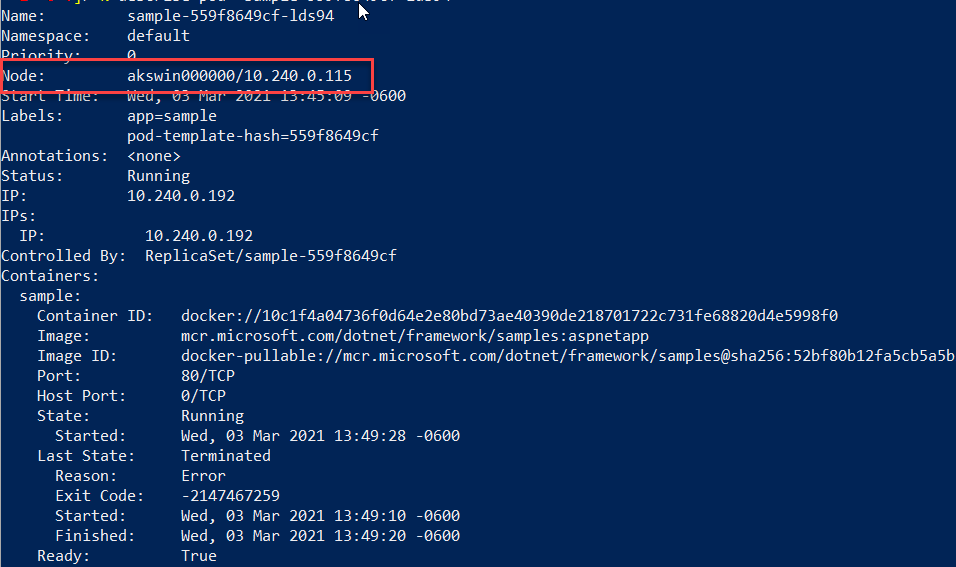 Name:         sample-559f8649cf-lds94
Namespace:    default
Priority:     0
Node:         akswin000000/10.240.0.115
Start Time:   Wed, 03 Mar 2021 13:45:09 -0600
Labels:       app=sample
              pod-template-hash=559f8649cf
Annotations:  <none>
Status:       Running
IP:           10.240.0.192
IPs:
  IP:           10.240.0.192
Controlled By:  ReplicaSet/sample-559f8649cf
Containers:
  sample:
    Container ID:   docker://10c1f4a04736f0d64e2e80bd73ae40390de218701722c731fe68820d4e5998f0
    Image:          mcr.microsoft.com/dotnet/framework/samples:aspnetapp
    Image ID:       docker-pullable://mcr.microsoft.com/dotnet/framework/samples@sha256:52bf80b12fa5cb5a5b
    Port:           80/TCP
    Host Port:      0/TCP
    State:          Running
      Started:      Wed, 03 Mar 2021 13:49:28 -0600
    Last State:     Terminated
      Reason:       Error
      Exit Code:    -2147467259
      Started:      Wed, 03 Mar 2021 13:49:10 -0600
      Finished:     Wed, 03 Mar 2021 13:49:20 -0600
    Ready:          True